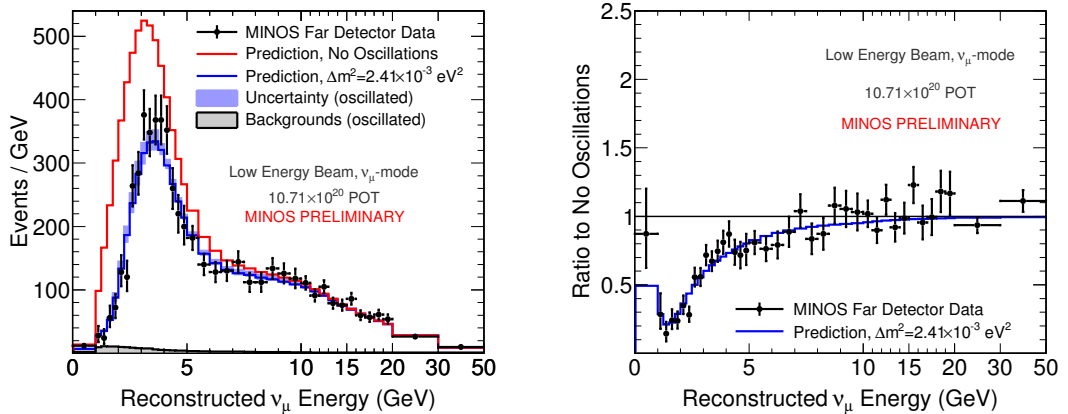 500
400
300
200
100
0
5
10
15
20
30
50
Events / GeV
Reconstructed νμ Energy (GeV)
MINOS Far Detector Data
Prediction, No Oscillations
Prediction, Δm²=2.41×10⁻³ eV²
Uncertainty (oscillated)
Backgrounds (oscillated)
Low Energy Beam, νμ-mode
10.71×10²⁰ POT
MINOS PRELIMINARY
2.5
2
1.5
1
0.5
0
5
10
15
20
30
50
Ratio to No Oscillations
Reconstructed νμ Energy (GeV)
Low Energy Beam, νμ-mode
10.71×10²⁰ POT
MINOS PRELIMINARY
MINOS Far Detector Data
Prediction, Δm²=2.41×10⁻³ eV²